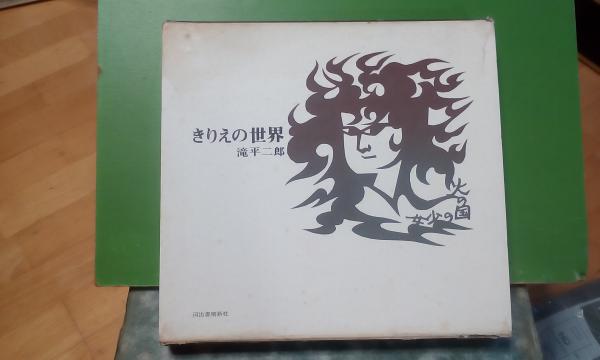 きりえの世界
滝平二郎
火の国
の少女
河出書房新社